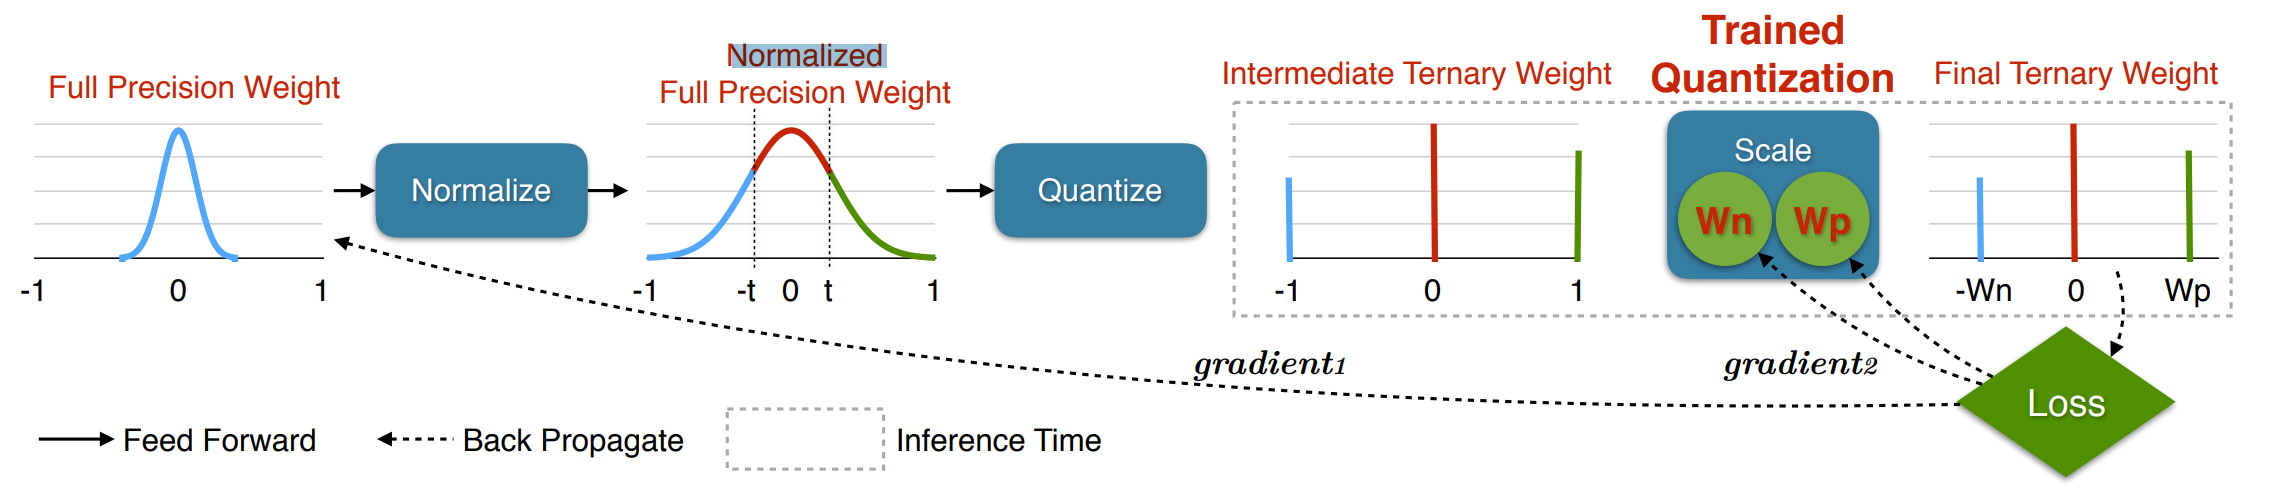 Full Precision Weight
-1
0
1
Normalize
Normalized
Full Precision Weight
-1
-t
0
t
1
Quantize
Intermediate Ternary Weight
-1
0
1
Trained
Quantization
Scale
Wn
Wp
Final Ternary Weight
-Wn
0
Wp
gradient1
gradient2
Loss
Feed Forward
Back Propagate
Inference Time